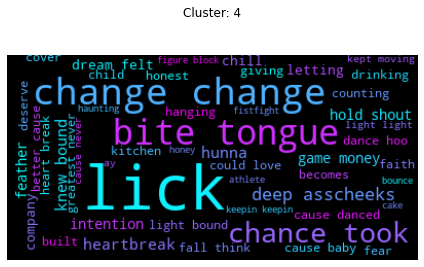 Cluster: 4
cover
dream felt
figure block
chill
kept moving
child
honest
giving
letting
drinking
change change
haunting
fistfight
counting
deserve
better cause
heart break
feather
knew bound
greatest never
cause never
hanging
light light
dance hoo
bite tongue
hold shout
kitchen
honey
hunna
game money
faith
ay
could love
becomes
bounce
lick
athlete
deep asscheeks
cake
company
intention
light bound
keepin keepin
cause danced
chance took
built
heartbreak
fall think
cause baby
fear